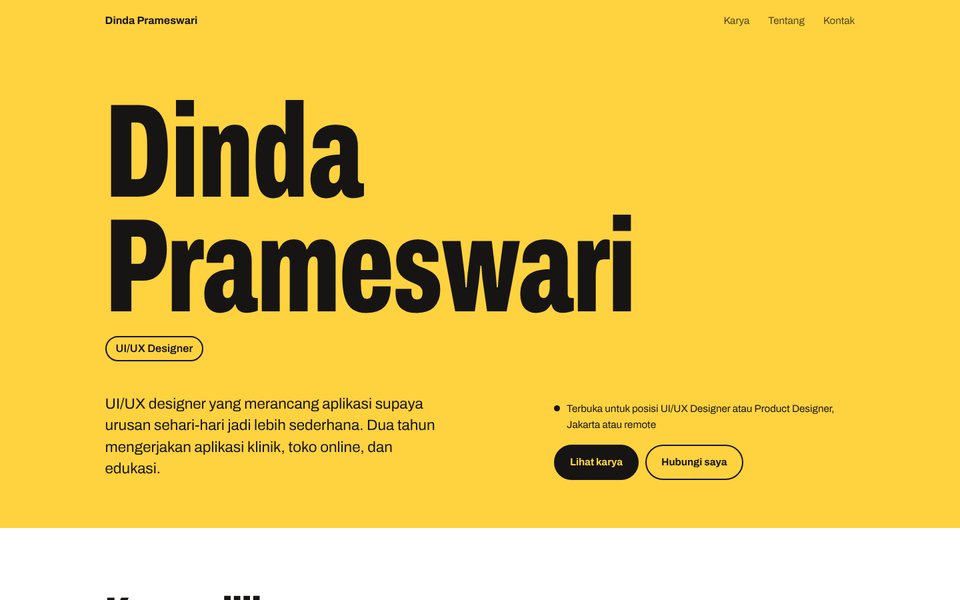 Dinda Prameswari
Karya
Tentang
Kontak
Dinda
Prameswari
UI/UX Designer
UI/UX designer yang merancang aplikasi supaya
urusan sehari-hari jadi lebih sederhana. Dua tahun
mengerjakan aplikasi klinik, toko online, dan
edukasi.
Terbuka untuk posisi UI/UX Designer atau Product Designer,
Jakarta atau remote
Lihat karya
Hubungi saya